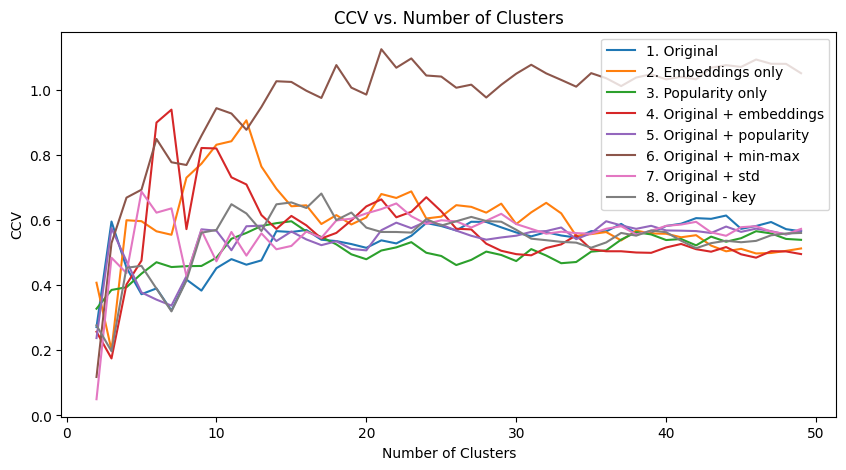 CCV vs. Number of Clusters
CCV
1.0
0.8
0.6
0.4
0.2
0.0
1. Original
2. Embeddings only
3. Popularity only
4. Original + embeddings
5. Original + popularity
6. Original + min-max
7. Original + std
8. Original - key
0 10 20 30 40 50
Number of Clusters